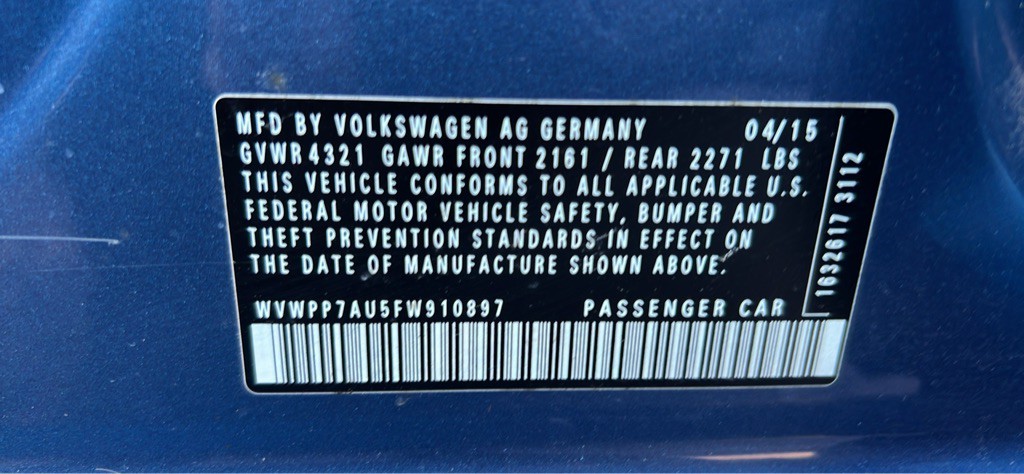 MFD BY VOLKSWAGEN AG GERMANY 04/15
GVWR 4321 GAWR FRONT 2161 / REAR 2271 LBS
THIS VEHICLE CONFORMS TO ALL APPLICABLE U.S.
FEDERAL MOTOR VEHICLE SAFETY, BUMPER AND
THEFT PREVENTION STANDARDS IN EFFECT ON
THE DATE OF MANUFACTURE SHOWN ABOVE.
WVWPP7AU5FW910897 PASSENGER CAR
1632617 3112